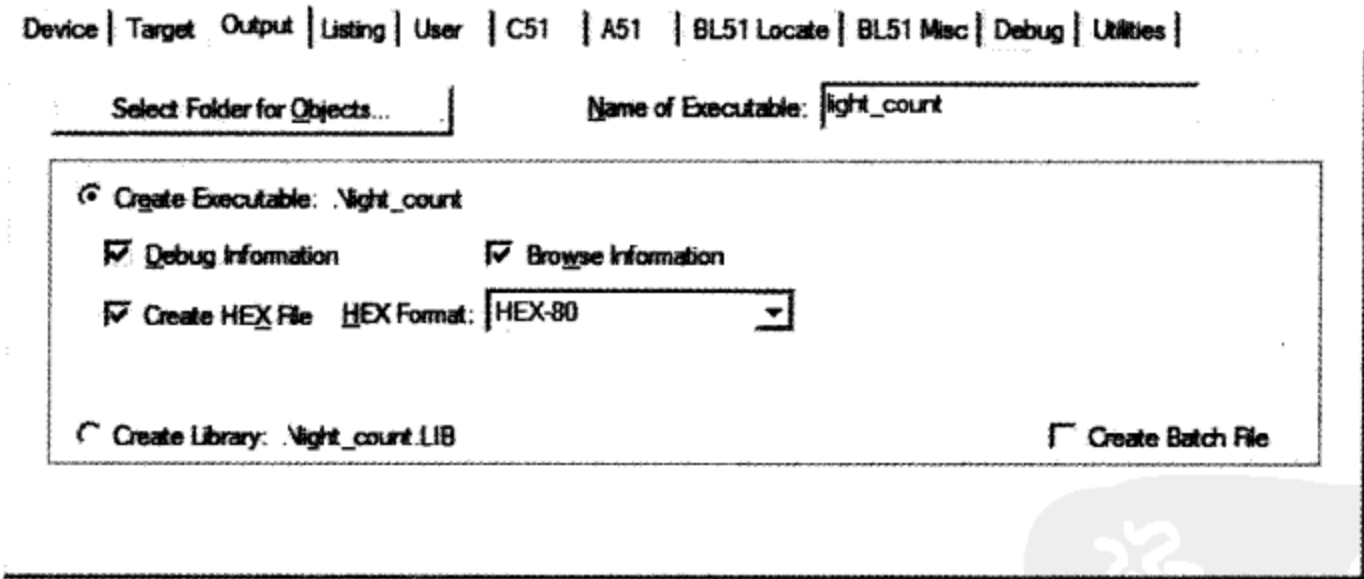 Device | Target Output | Listing | User | C51 | A51 | BL51 Locate | BL51 Misc | Debug | Utilities |
Select Folder for Objects... Name of Executable: light_count
Create Executable: .\light_count
Debug Information Browse Information
Create HEX File HEX Format: HEX-80
Create Library: .\light_count.LIB Create Batch File